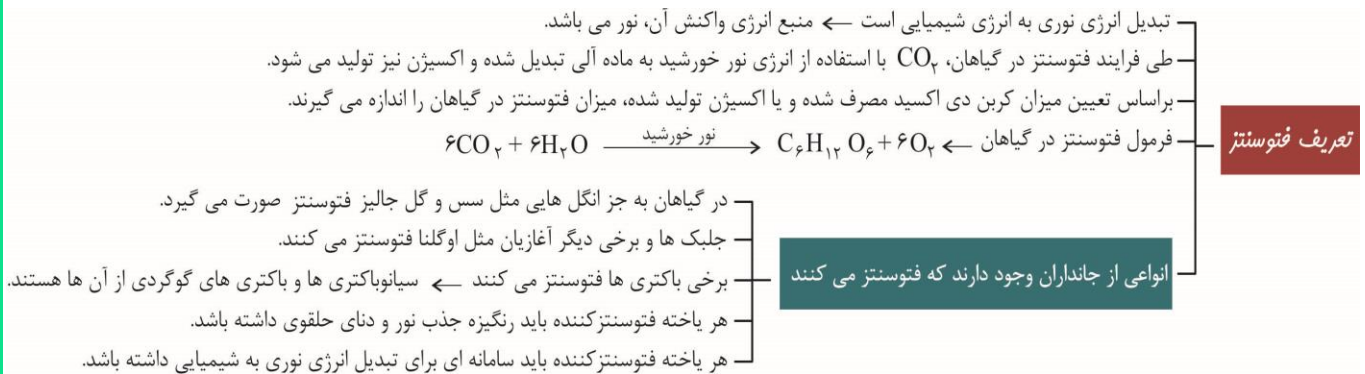 تعریف فتوسنتز
تبدیل انرژی نوری به انرژی شیمیایی است ← منبع انرژی واکنش آن، نور می باشد.
طی فرایند فتوسنتز در گیاهان، CO۲ با استفاده از انرژی نور خورشید به ماده آلی تبدیل شده و اکسیژن نیز تولید می شود.
براساس تعیین میزان کربن دی اکسید مصرف شده و یا اکسیژن تولید شده، میزان فتوسنتز در گیاهان را اندازه می گیرند.
فرمول فتوسنتز در گیاهان ← ۶CO۲ + ۶H۲O نور خورشید → C۶H۱۲O۶ + ۶O۲
انواعی از جانداران وجود دارند که فتوسنتز می کنند
در گیاهان به جز انگل هایی مثل سس و گل جالیز فتوسنتز صورت می گیرد.
جلبک ها و برخی دیگر آغازیان مثل اوگلنا فتوسنتز می کنند.
برخی باکتری ها فتوسنتز می کنند ← سیانوباکتری ها و باکتری های گوگردی از آن ها هستند.
هر یاخته فتوسنتزکننده باید رنگیزه جذب نور و دنای حلقوی داشته باشد.
هر یاخته فتوسنتزکننده باید سامانه ای برای تبدیل انرژی نوری به شیمیایی داشته باشد.